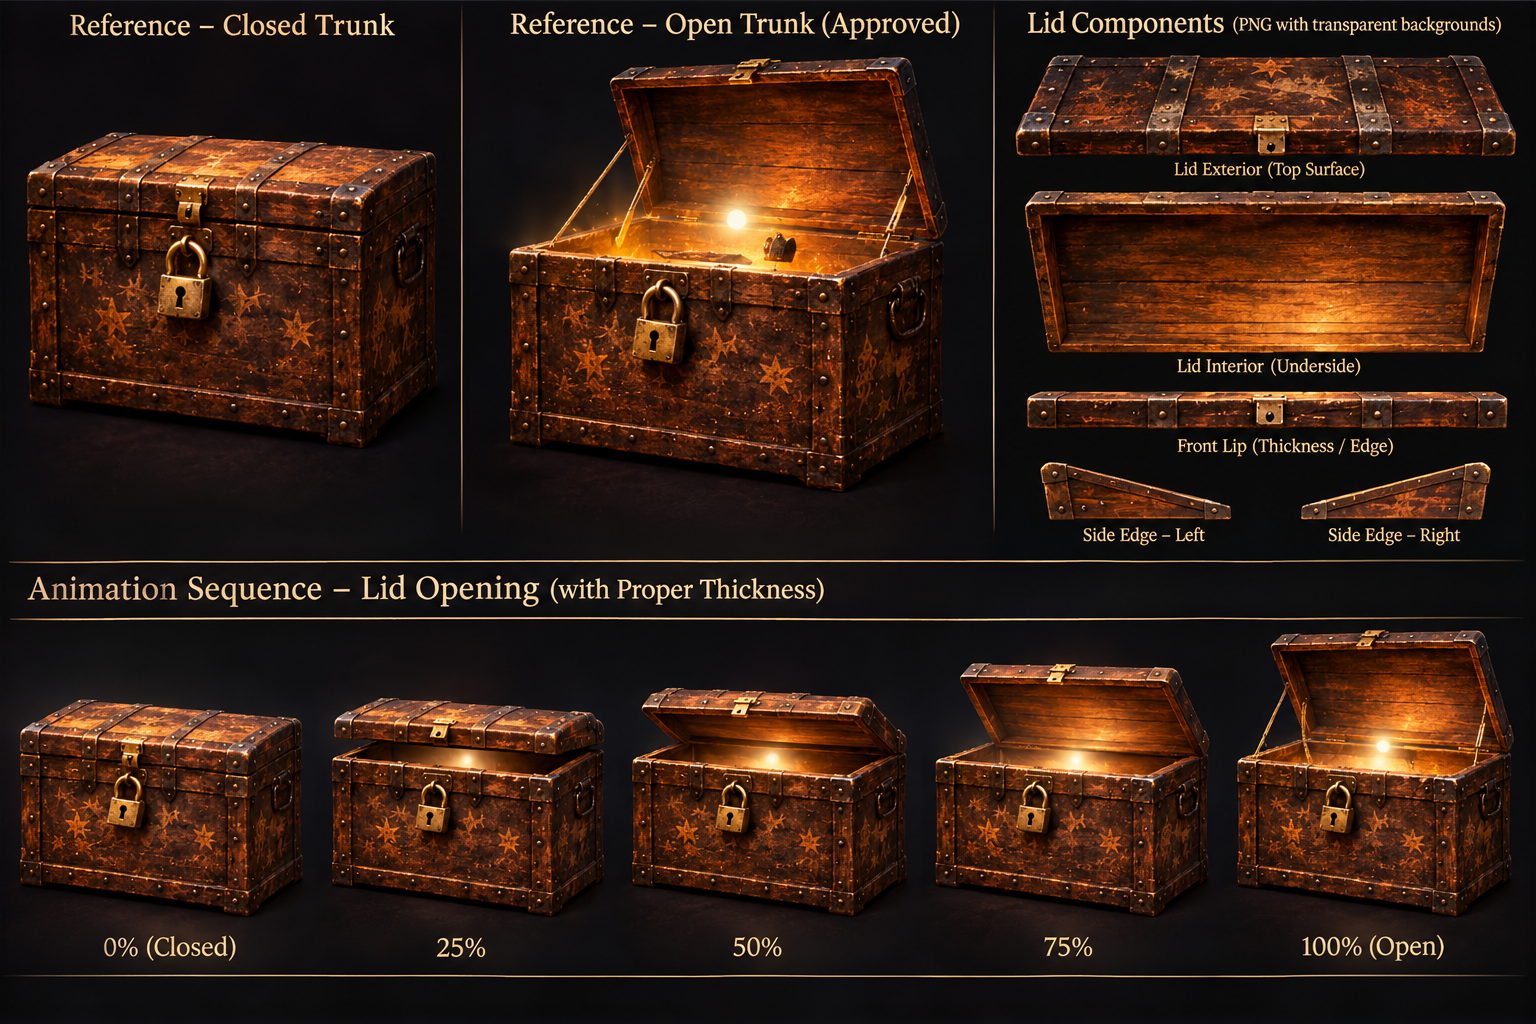 Reference – Closed Trunk
Reference – Open Trunk (Approved)
Lid Components (PNG with transparent backgrounds)
Lid Exterior (Top Surface)
Lid Interior (Underside)
Front Lip (Thickness / Edge)
Side Edge – Left
Side Edge – Right
Animation Sequence – Lid Opening (with Proper Thickness)
0% (Closed)
25%
50%
75%
100% (Open)